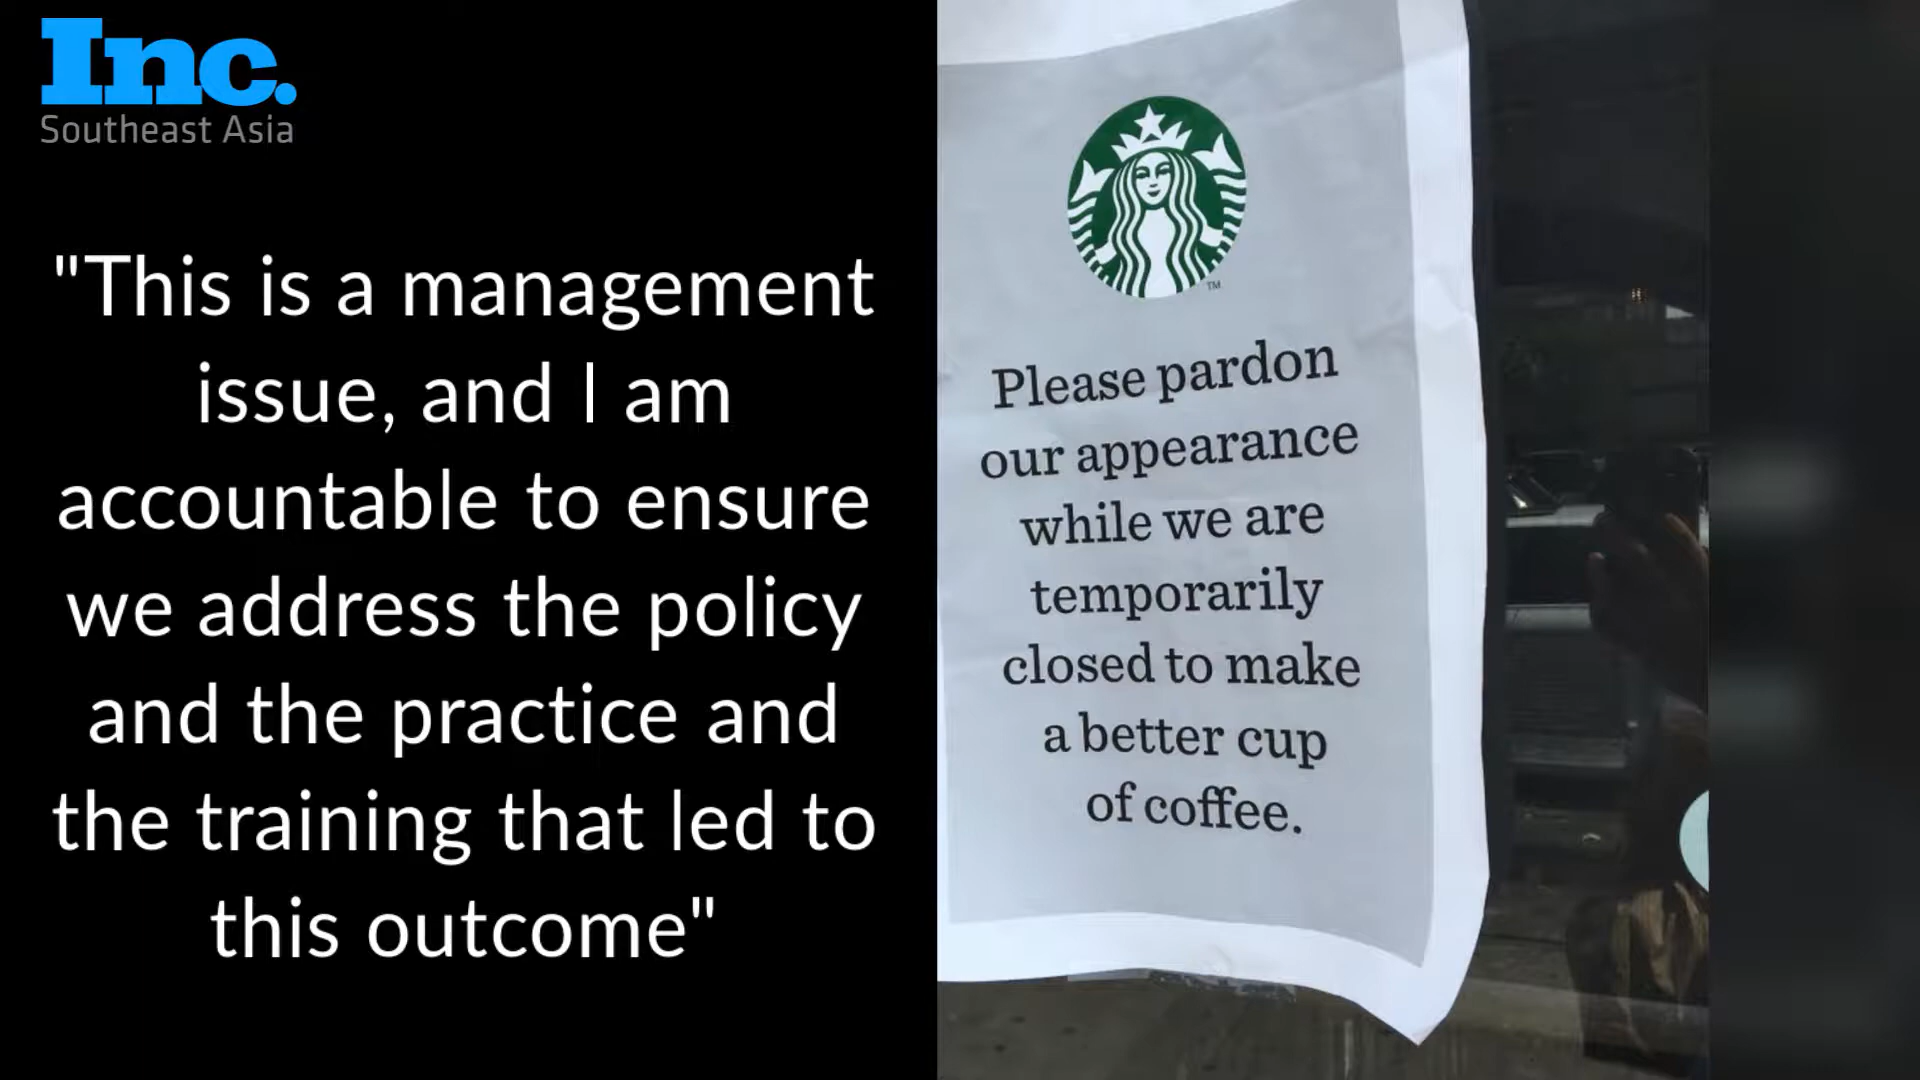 Inc.
Southeast Asia
"This is a management
issue, and I am
accountable to ensure
we address the policy
and the practice and
the training that led to
this outcome"
TM
Please pardon
our appearance
while we are
temporarily
closed to make
a better cup
of coffee.